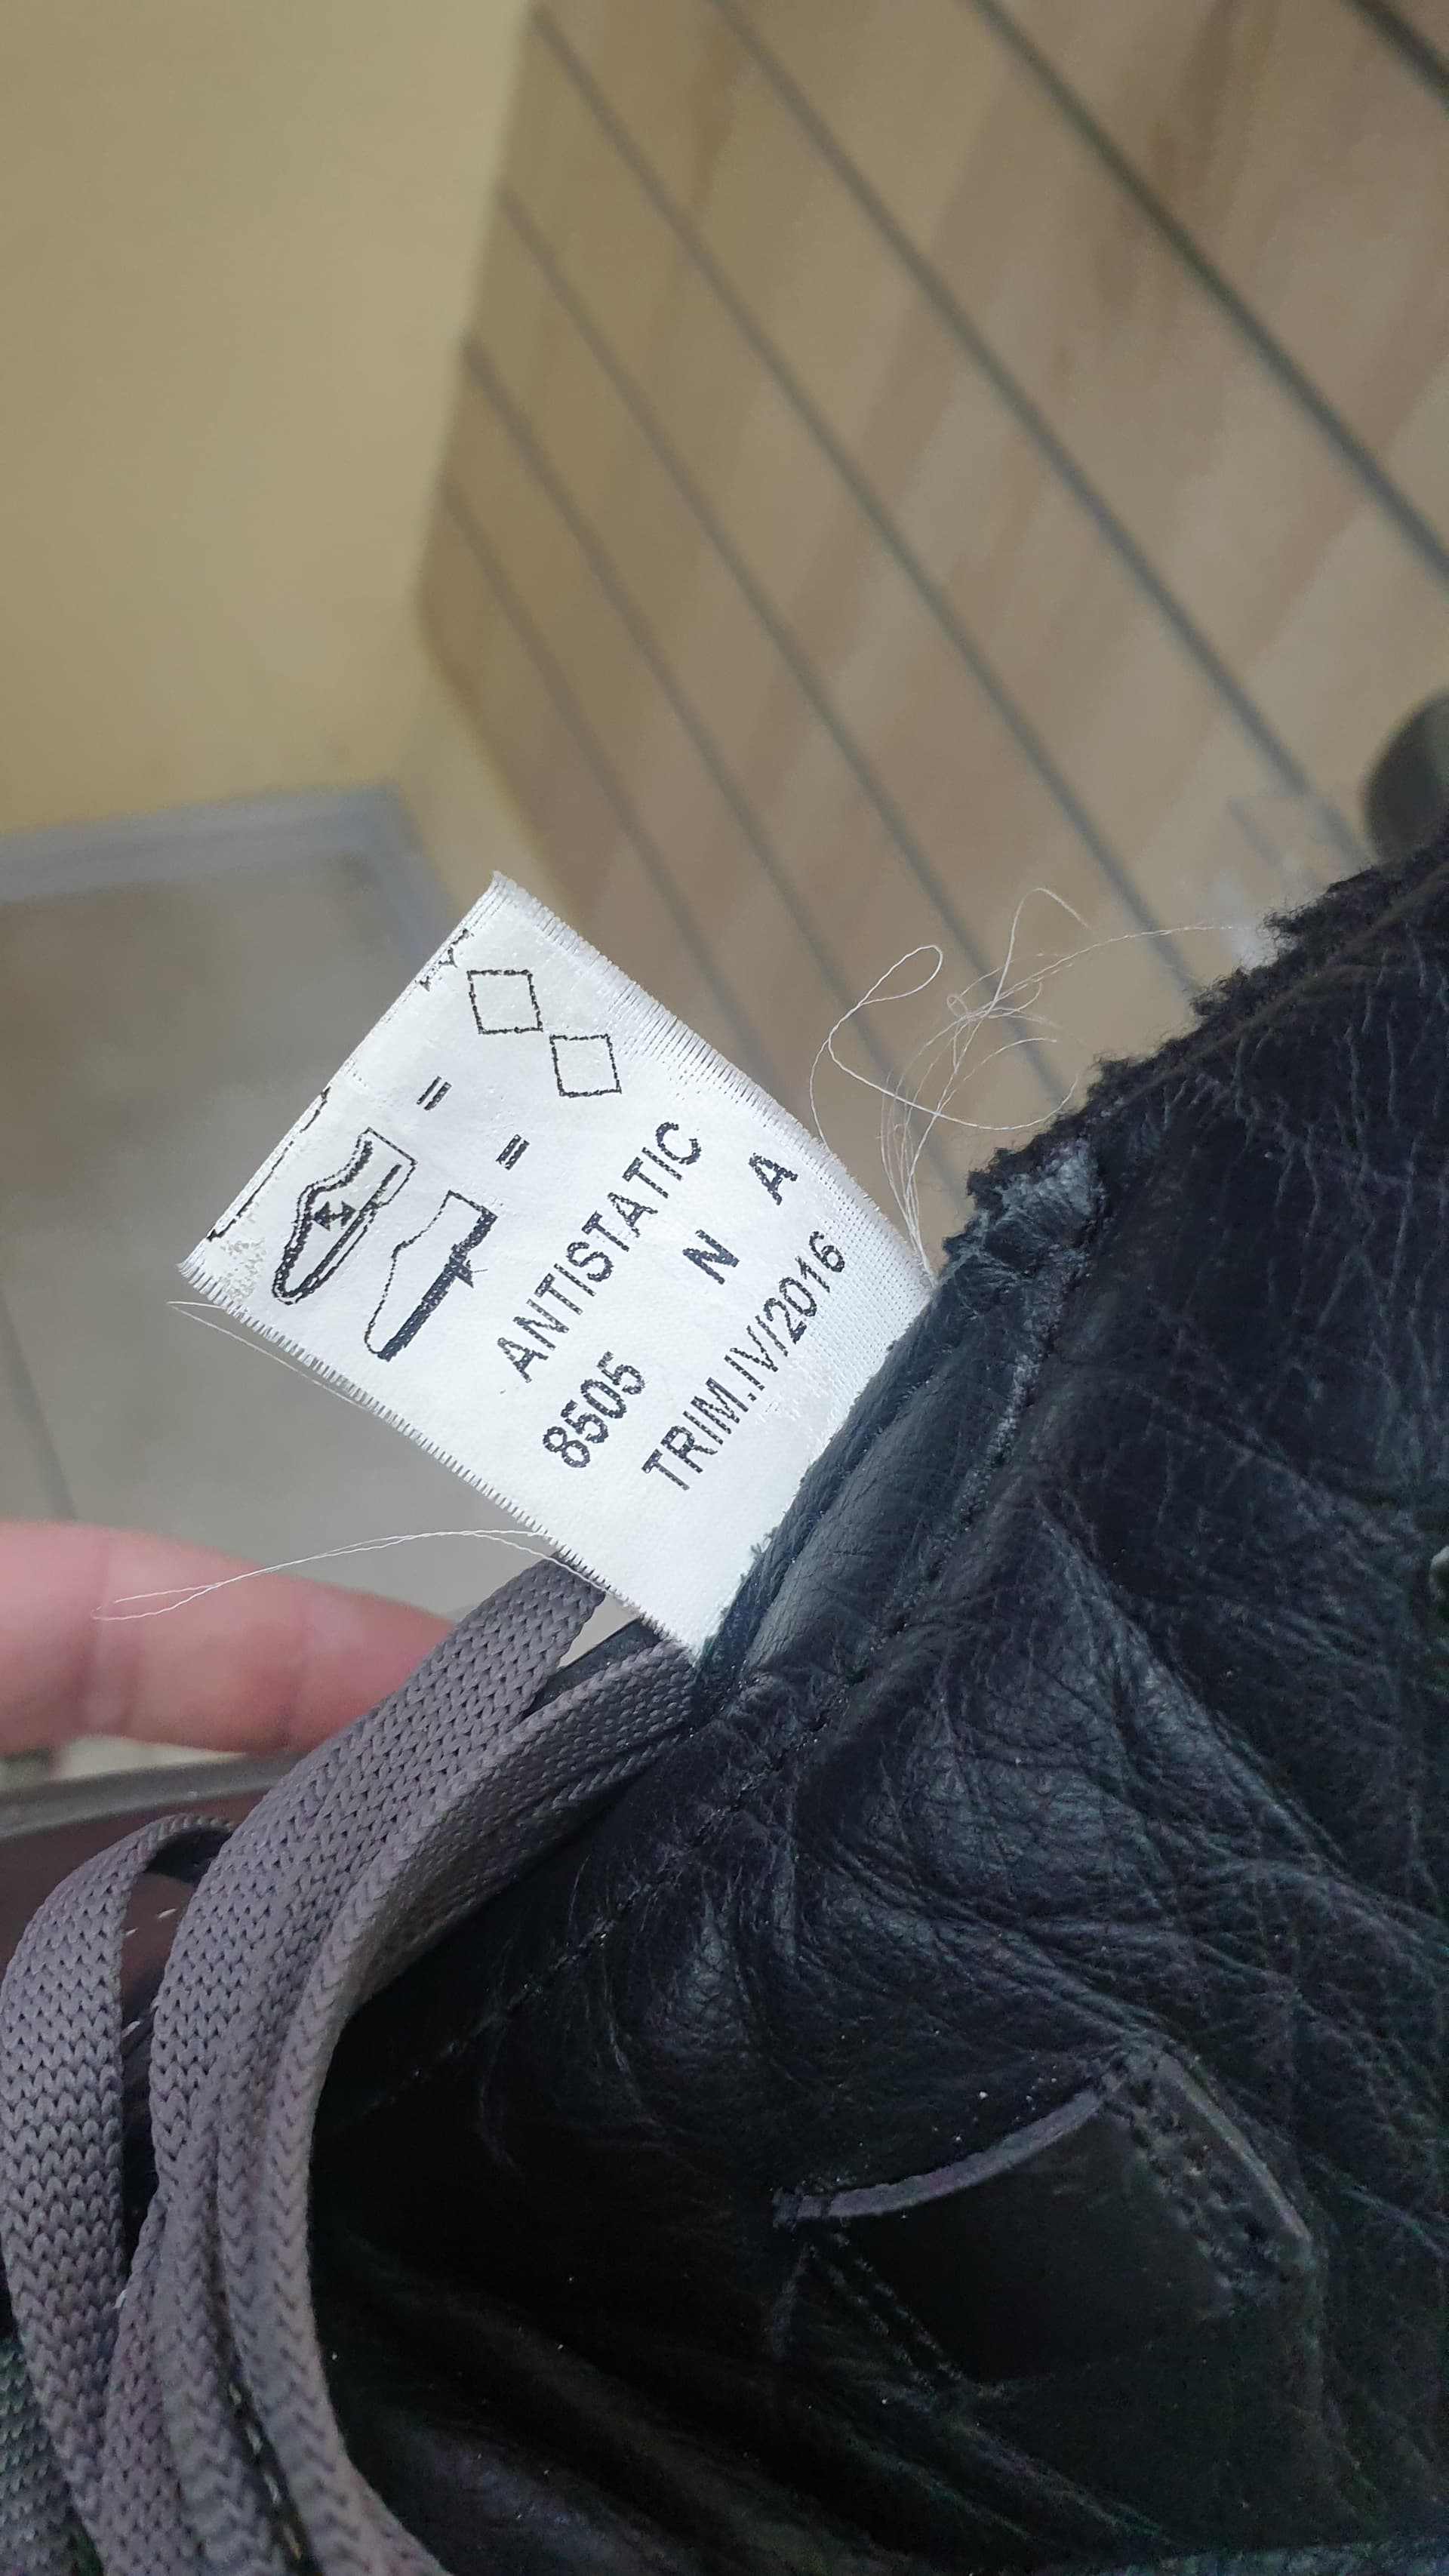 ANTISTATIC
8505 N A
TRIM.IV/2016